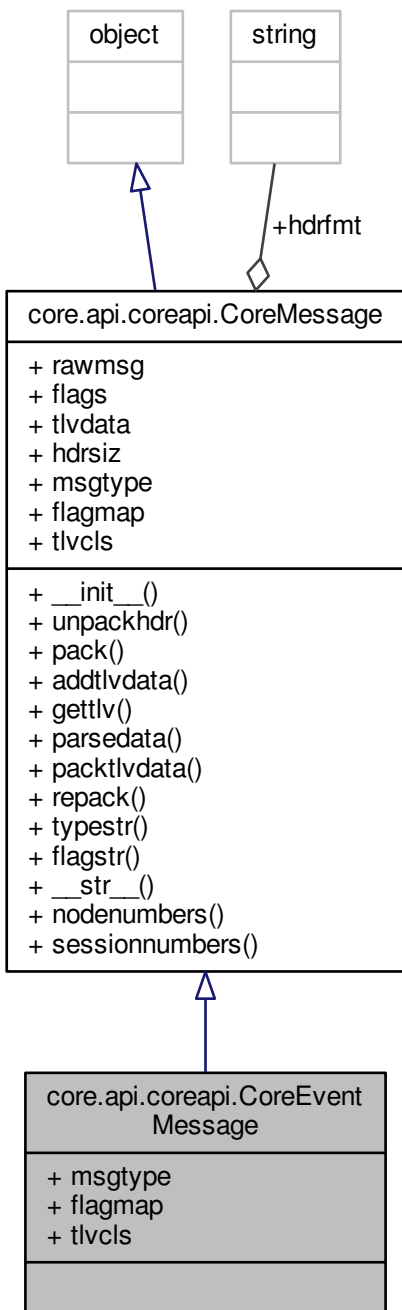 object
string
+hdrfmt
core.api.coreapi.CoreMessage
+ rawmsg
+ flags
+ tlvdata
+ hdrsiz
+ msgtype
+ flagmap
+ tlvcls
+ __init__()
+ unpackhdr()
+ pack()
+ addtlvdata()
+ gettlv()
+ parsedata()
+ packtlvdata()
+ repack()
+ typestr()
+ flagstr()
+ __str__()
+ nodenumbers()
+ sessionnumbers()
core.api.coreapi.CoreEvent
Message
+ msgtype
+ flagmap
+ tlvcls